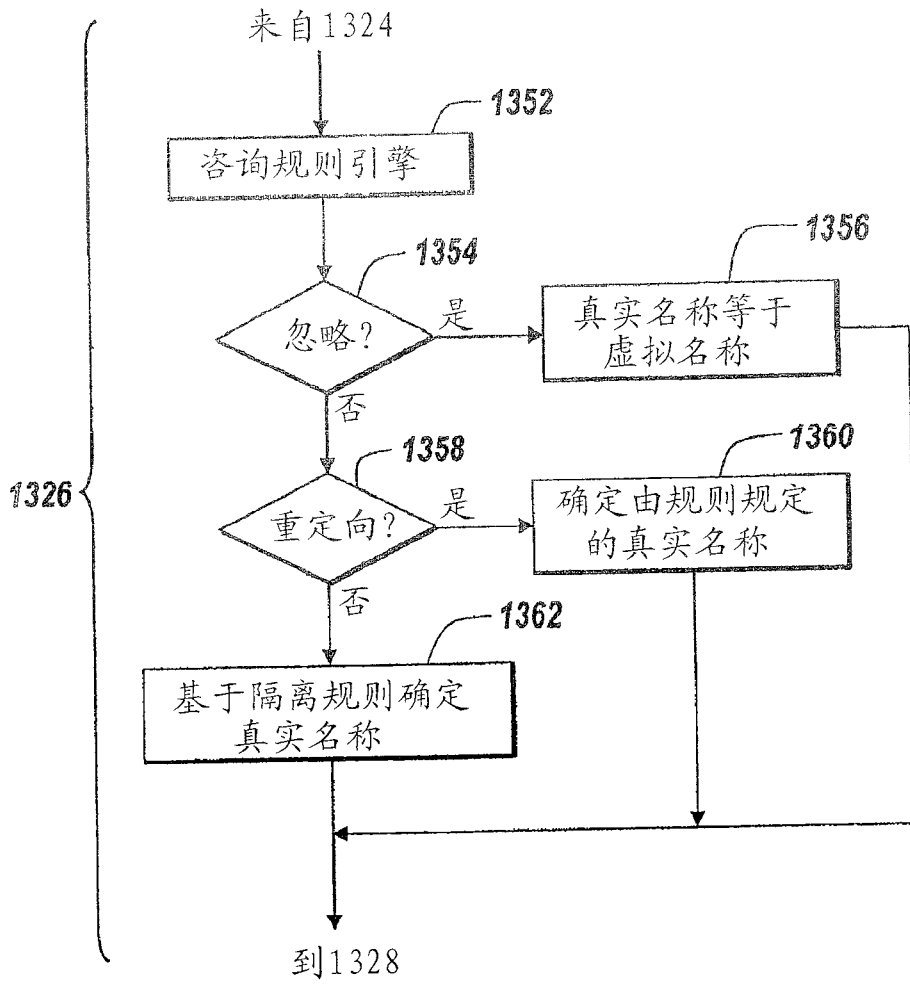 来自1324
1352
咨询规则引擎
1354
1356
忽略?
是
真实名称等于
虚拟名称
否
1358
1360
1326
重定向?
是
确定由规则规定
的真实名称
否
1362
基于隔离规则确定
真实名称
到1328